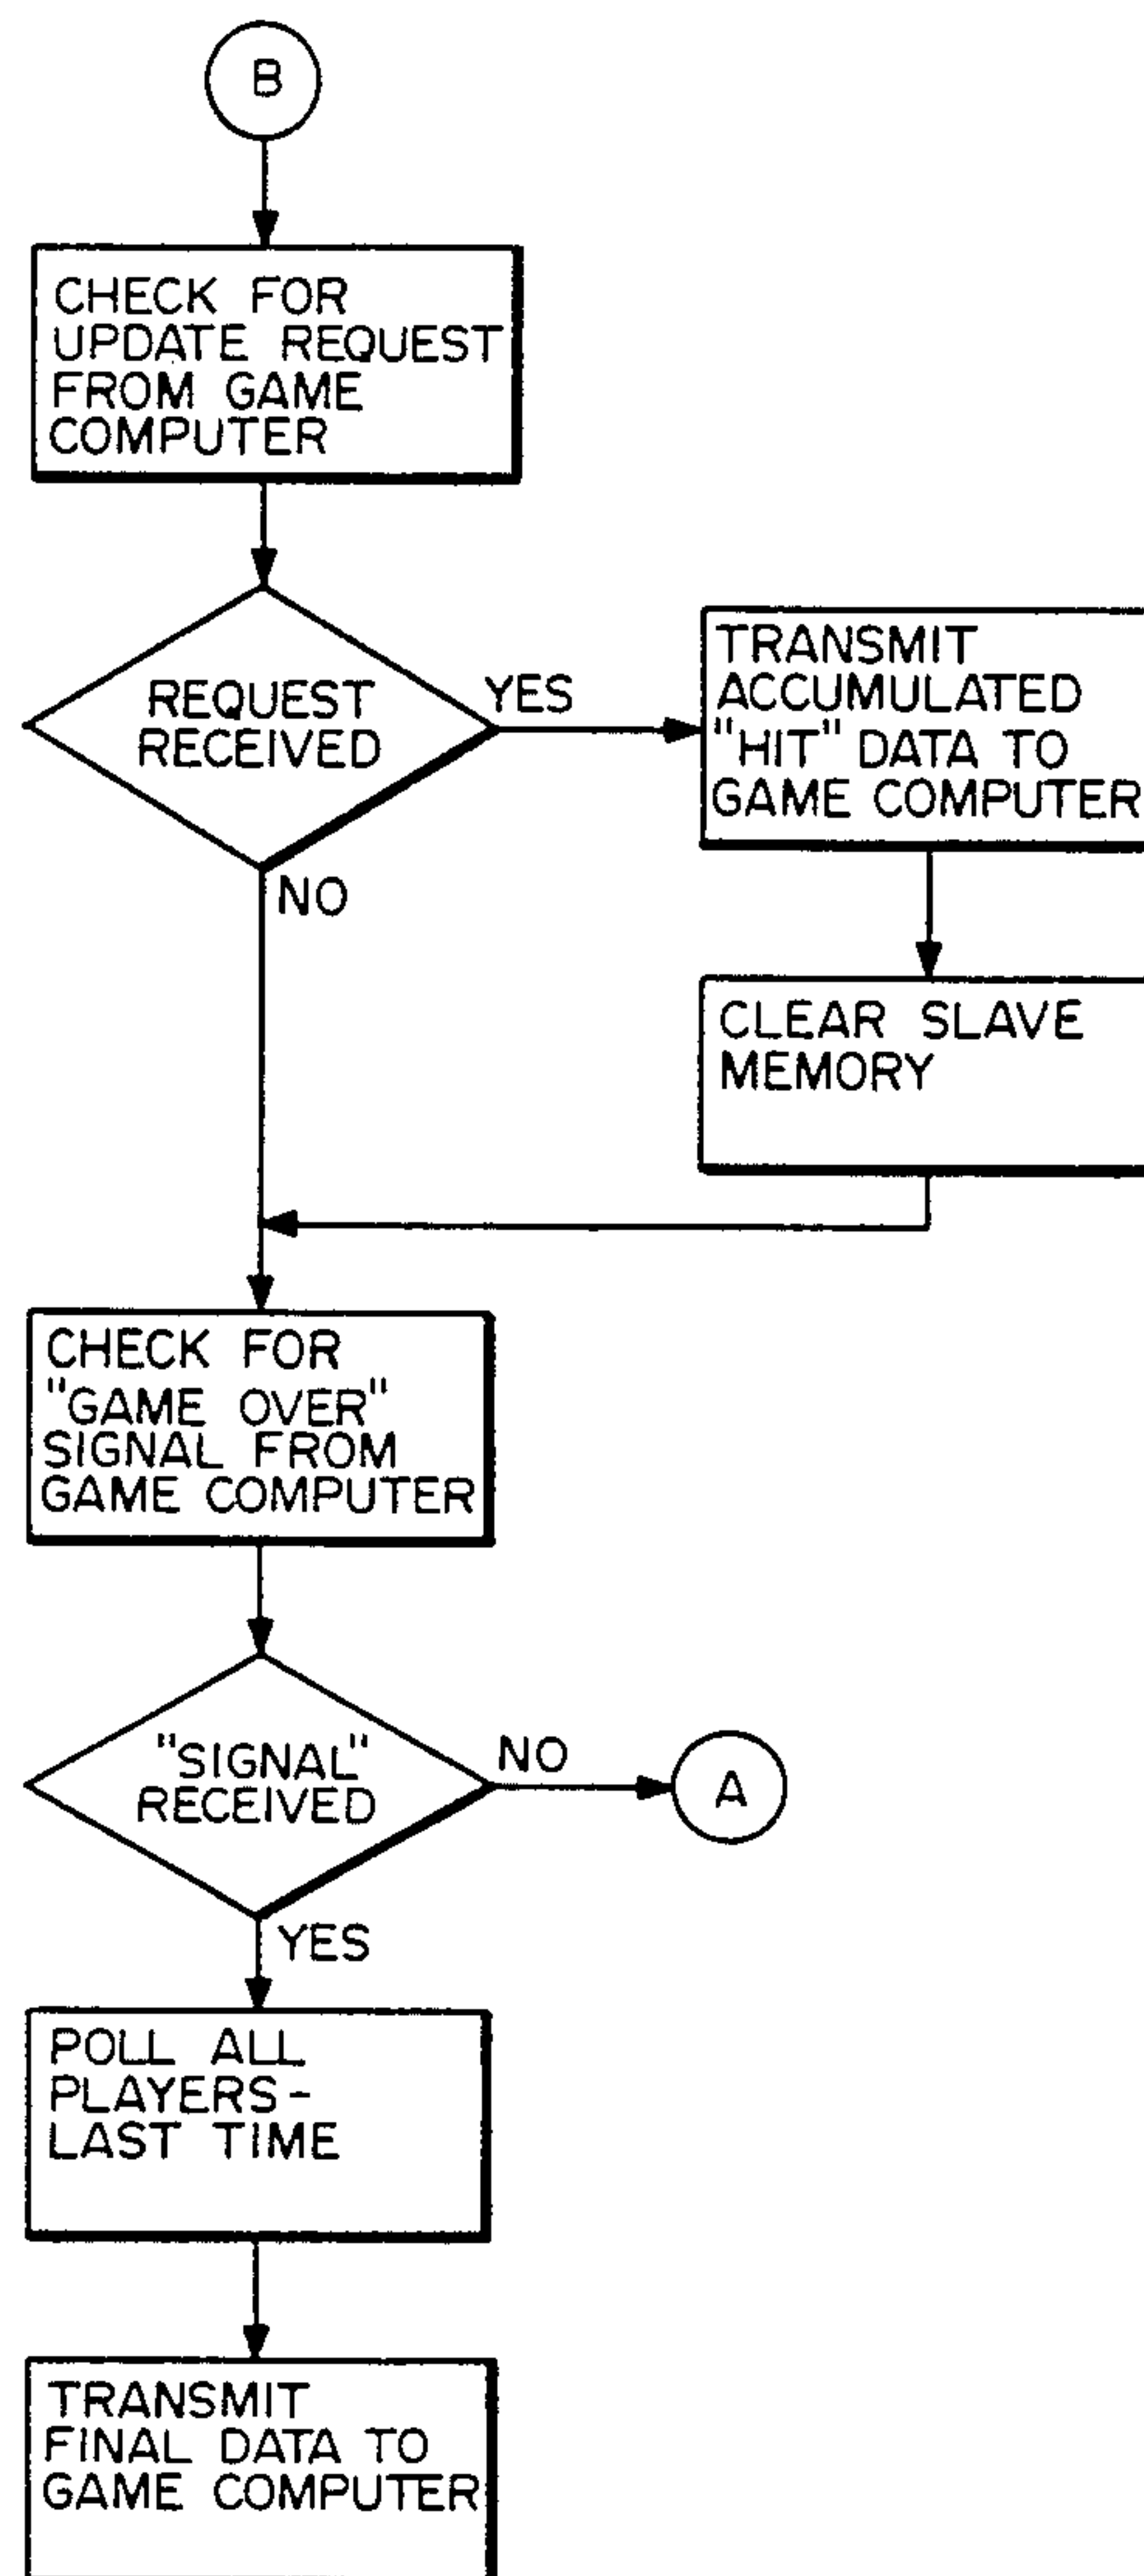 B
CHECK FOR
UPDATE REQUEST
FROM GAME
COMPUTER
REQUEST
RECEIVED
YES
TRANSMIT
ACCUMULATED
"HIT" DATA TO
GAME COMPUTER
NO
CLEAR SLAVE
MEMORY
CHECK FOR
"GAME OVER"
SIGNAL FROM
GAME COMPUTER
"SIGNAL"
RECEIVED
NO
A
YES
POLL ALL
PLAYERS-
LAST TIME
TRANSMIT
FINAL DATA TO
GAME COMPUTER